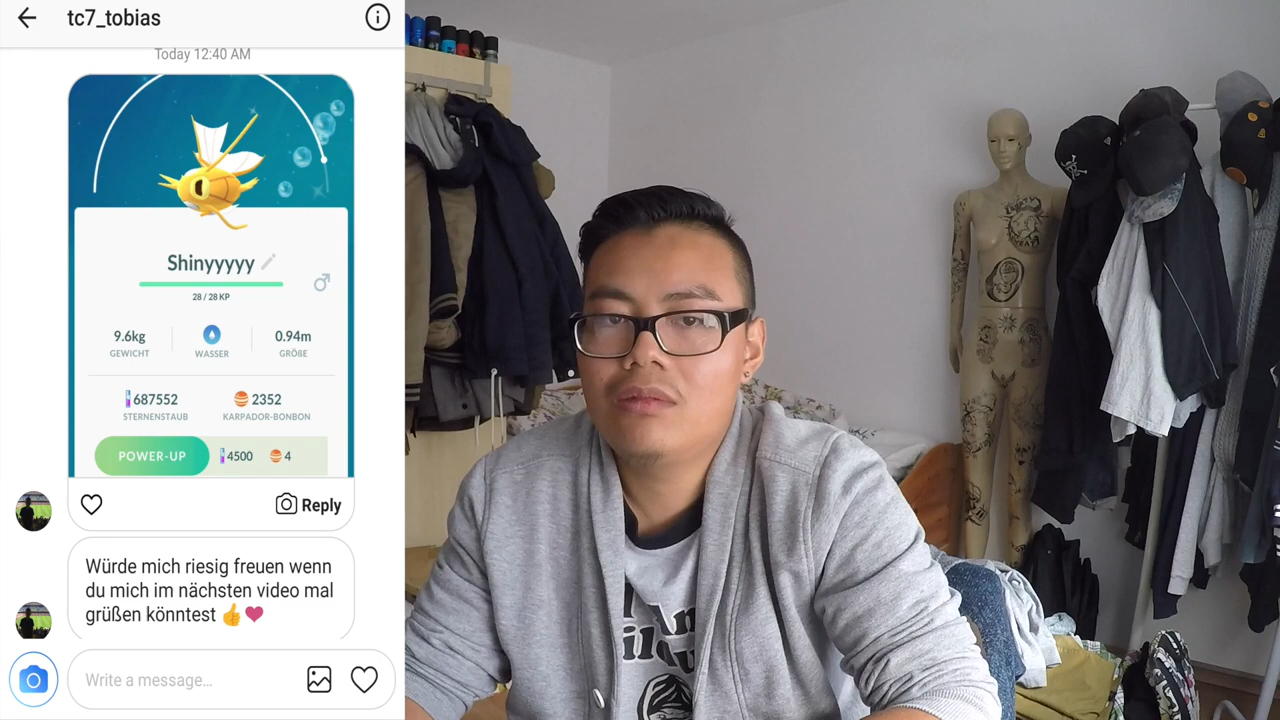 tc7_tobias
Today 12:40 AM
Shinyyyyy
28 / 28 KP
9.6kg
GEWICHT
WASSER
0.94m
GRÖßE
687552
STERNENSTAUB
2352
KARPADOR-BONBON
POWER-UP
4500
4
Reply
Würde mich riesig freuen wenn
du mich im nächsten video mal
grüßen könntest 👍❤
Write a message...